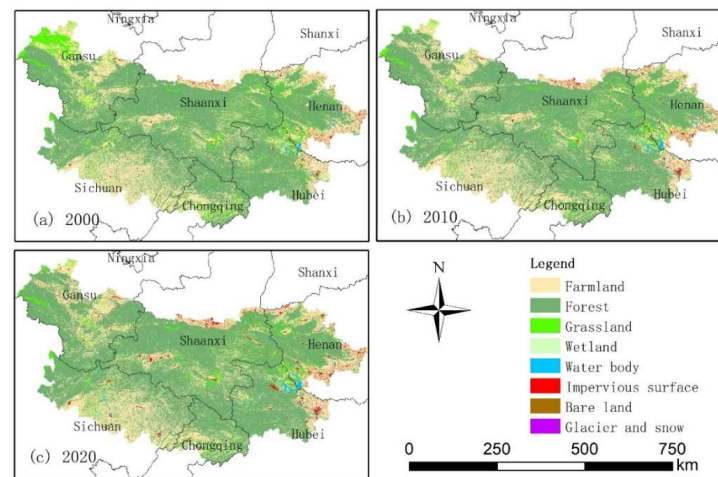 Ningxia
Shanxi
Gansu
Shaanxi
Henan
Sichuan
Hubei
Chongqing
(a) 2000
Ningxia
Shanxi
Gansu
Shaanxi
Henan
Sichuan
Hubei
Chongqing
(b) 2010
Ningxia
Shanxi
Gansu
Shaanxi
Henan
Sichuan
Hubei
Chongqing
(c) 2020
N
Legend
Farmland
Forest
Grassland
Wetland
Water body
Impervious surface
Bare land
Glacier and snow
0 250 500 750
km